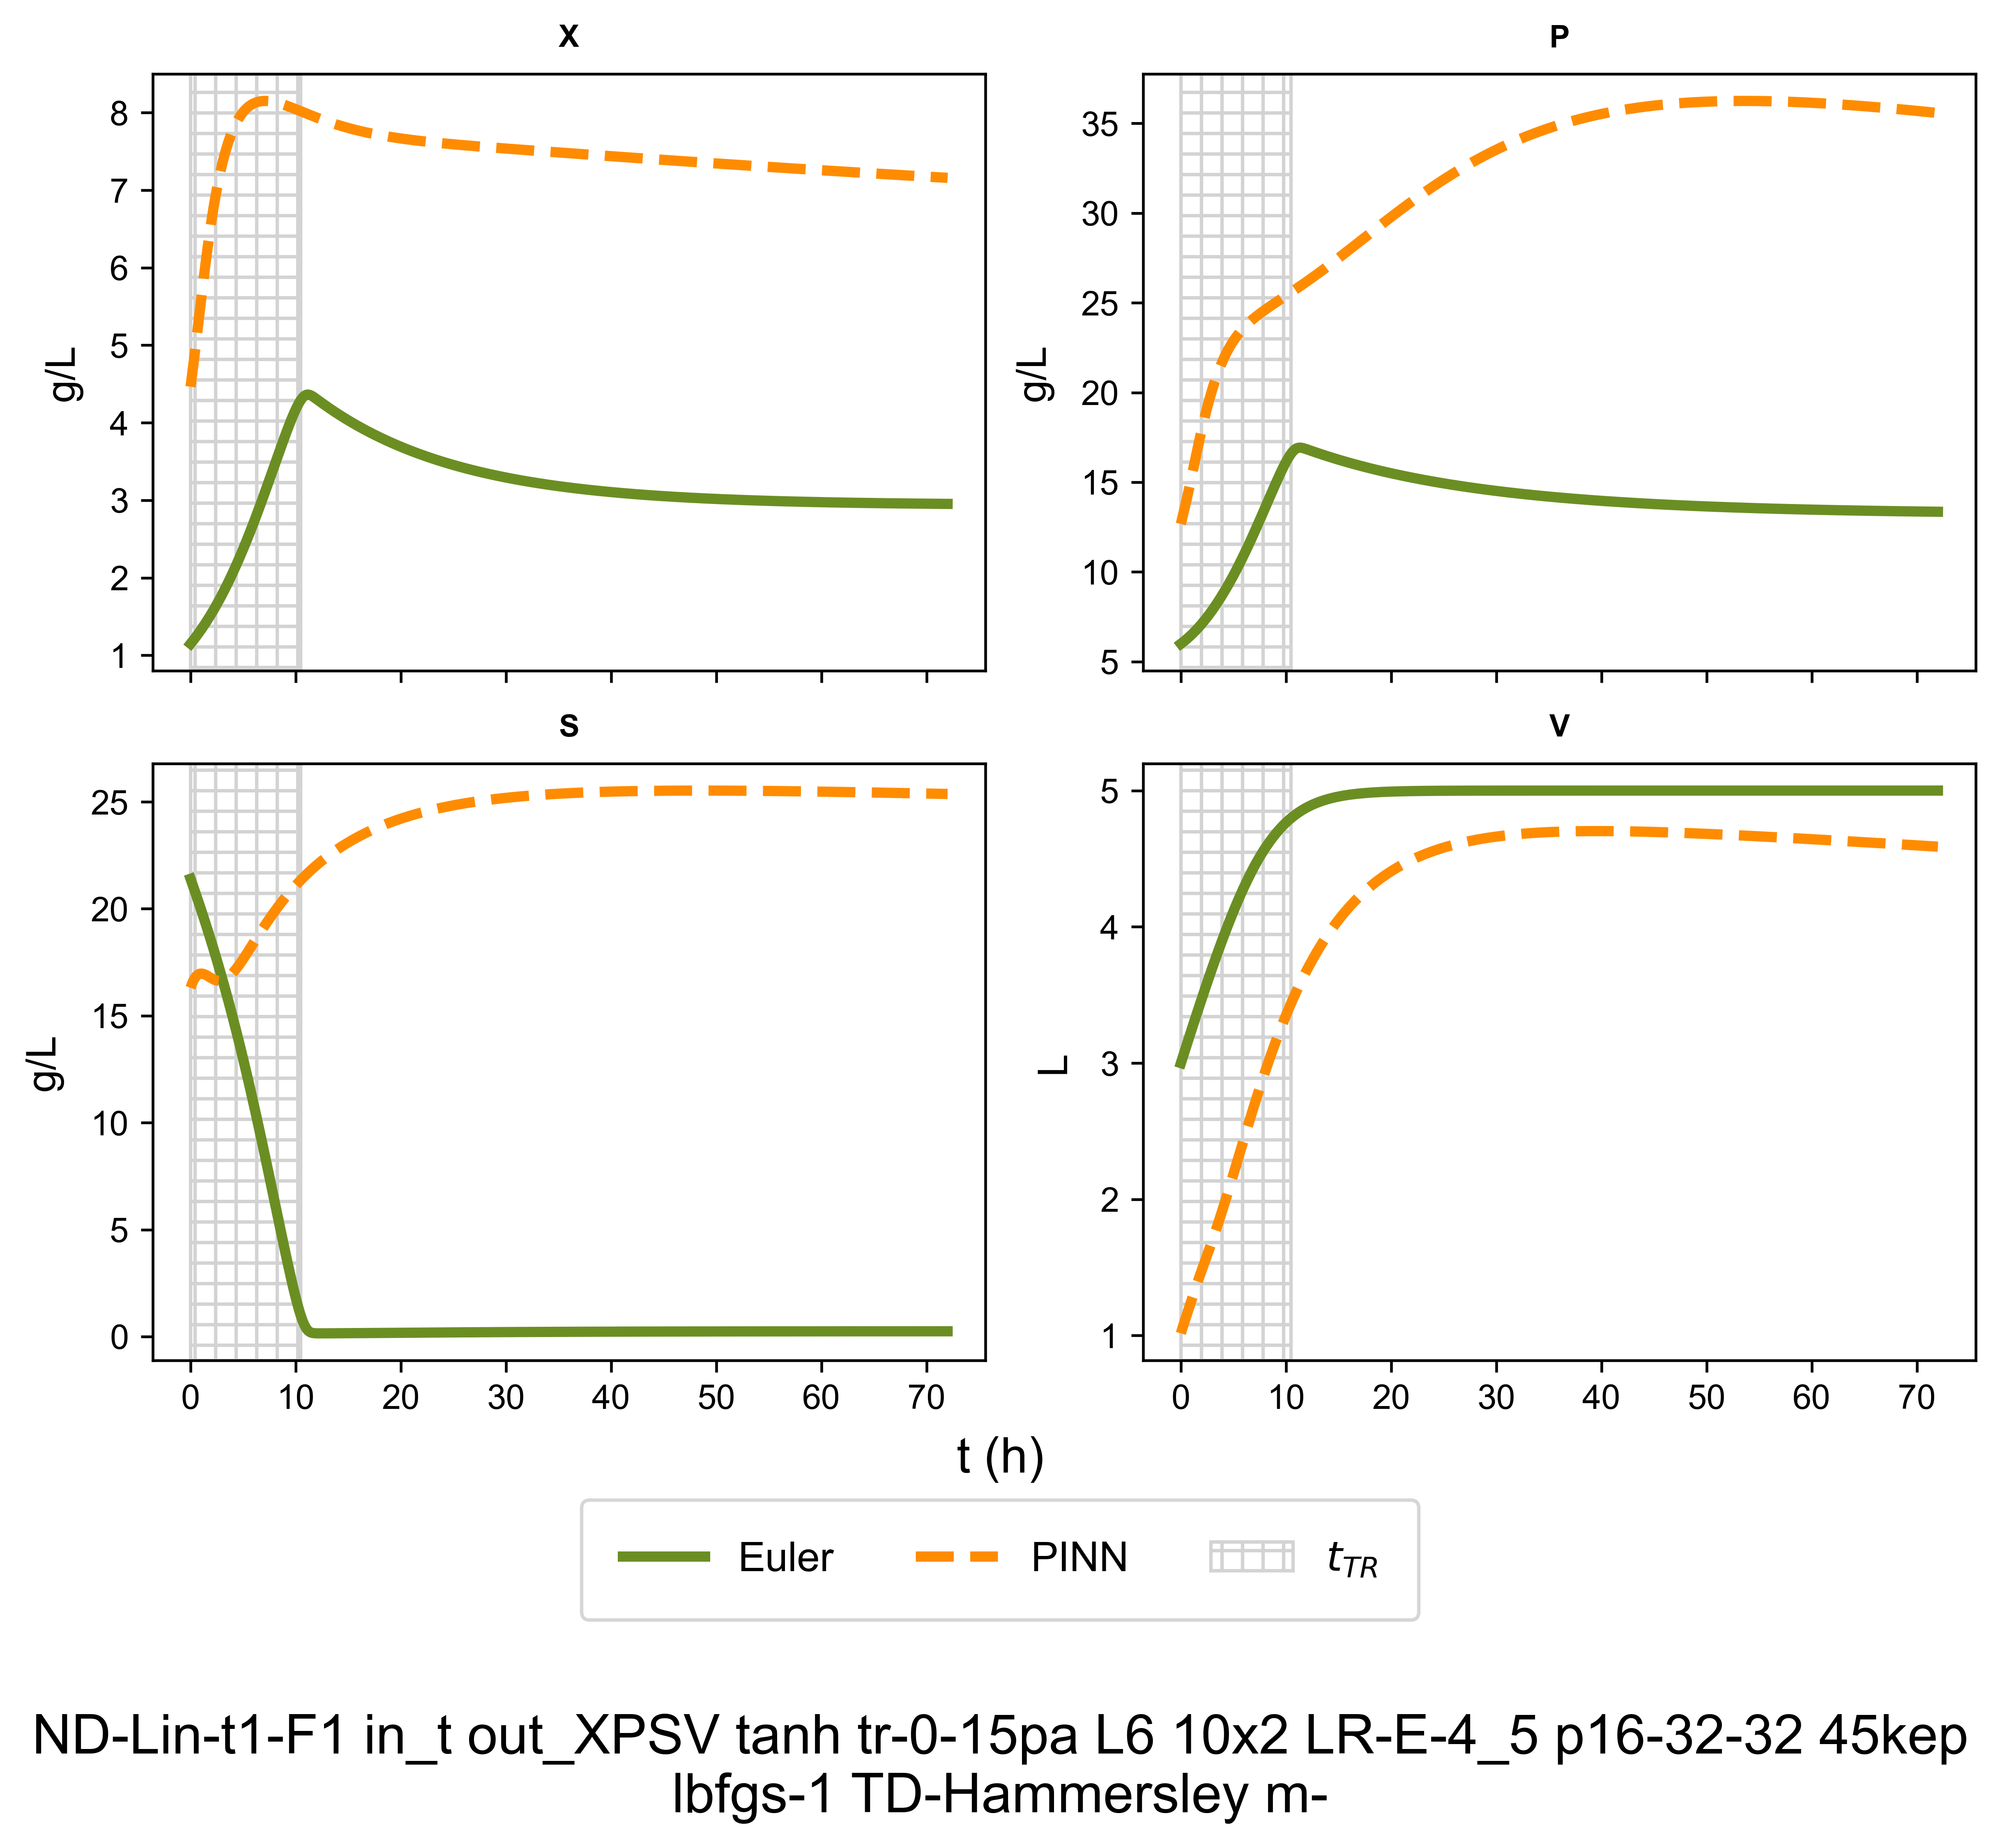 X
P
8
7
6
5
4
3
2
1
g/L
35
30
25
20
15
10
5
g/L
S
V
25
20
15
10
5
0
g/L
5
4
3
2
1
L
0 10 20 30 40 50 60 70
0 10 20 30 40 50 60 70
t (h)
Euler PINN t_TR
ND-Lin-t1-F1 in_t out_XPSV tanh tr-0-15pa L6 10x2 LR-E-4_5 p16-32-32 45kep
lbfgs-1 TD-Hammersley m-